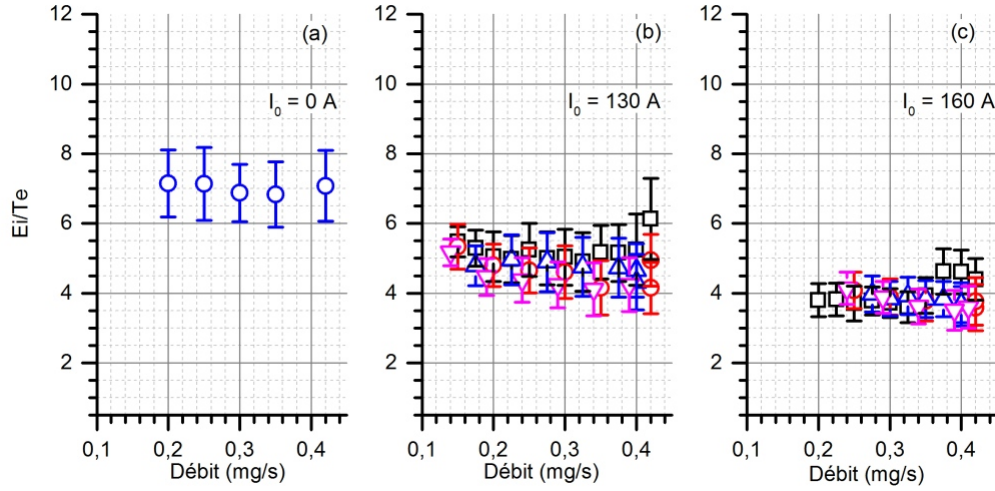 12
(a)
10
I₀ = 0 A
8
6
4
2
0,1 0,2 0,3 0,4
Débit (mg/s)
Ei/Te
12
(b)
10
I₀ = 130 A
8
6
4
2
0,1 0,2 0,3 0,4
Débit (mg/s)
12
(c)
10
I₀ = 160 A
8
6
4
2
0,1 0,2 0,3 0,4
Débit (mg/s)